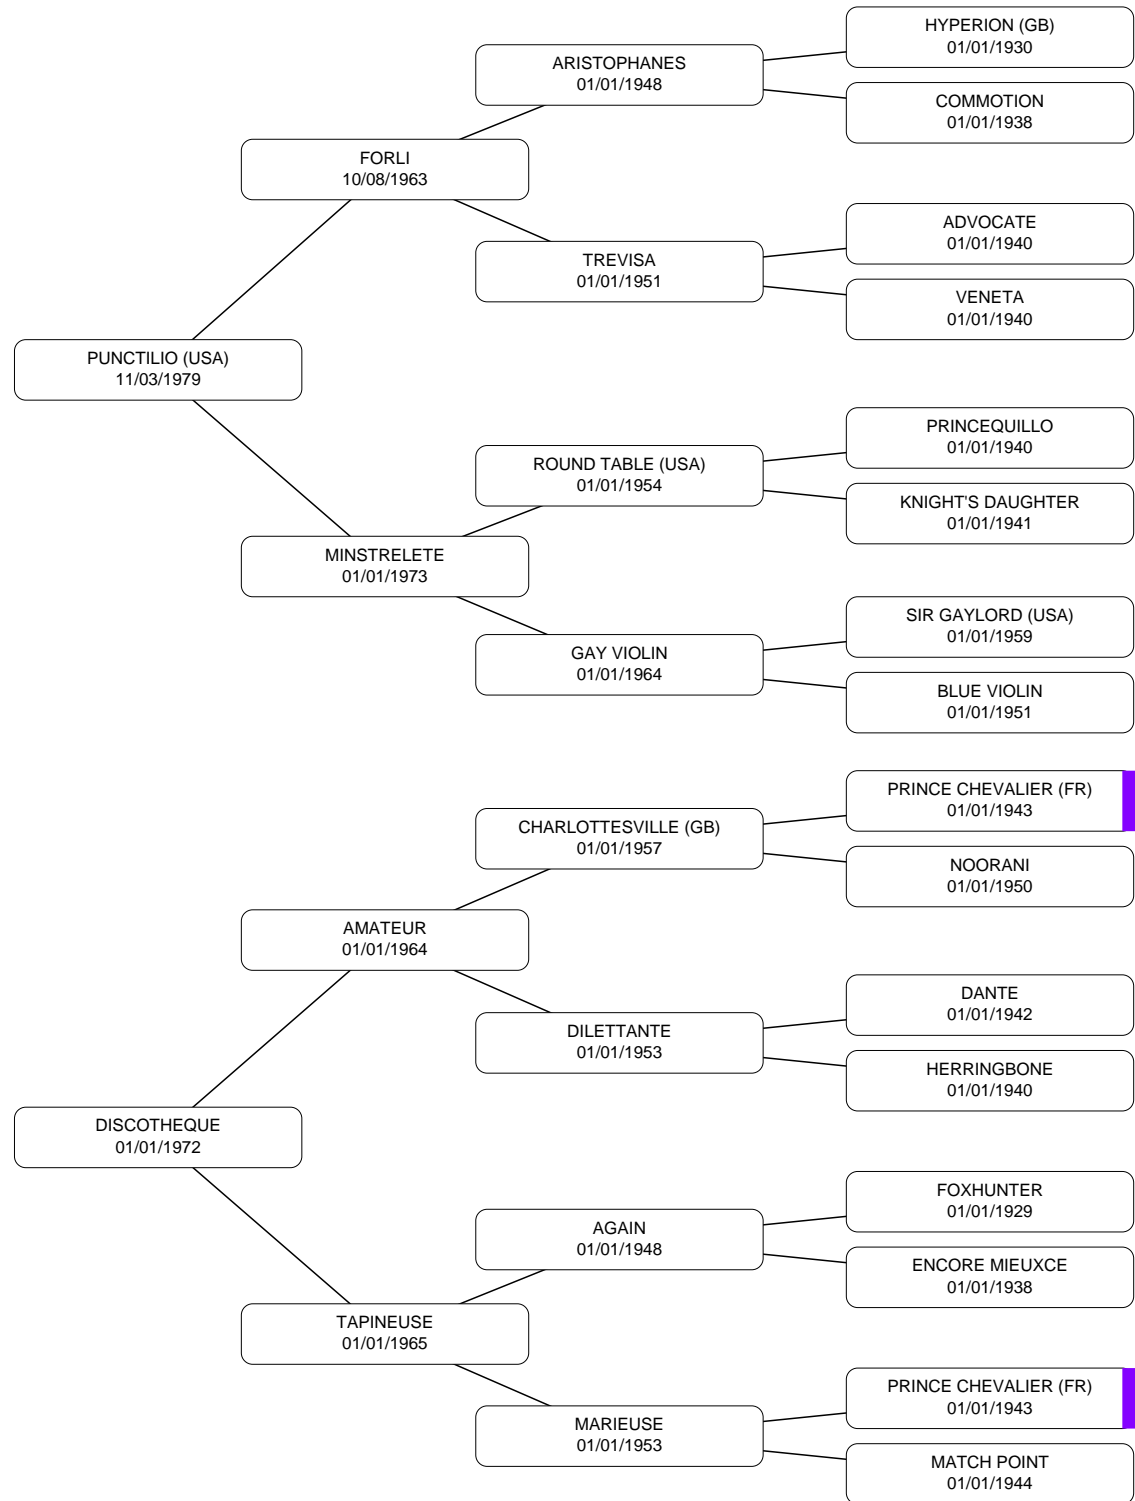 HYPERION (GB)
01/01/1930
ARISTOPHANES
01/01/1948
COMMOTION
01/01/1938
FORLI
10/08/1963
ADVOCATE
01/01/1940
TREVISA
01/01/1951
VENETA
01/01/1940
PUNCTILIO (USA)
11/03/1979
PRINCEQUILLO
01/01/1940
ROUND TABLE (USA)
01/01/1954
KNIGHT'S DAUGHTER
01/01/1941
MINSTRELETE
01/01/1973
SIR GAYLORD (USA)
01/01/1959
GAY VIOLIN
01/01/1964
BLUE VIOLIN
01/01/1951
PRINCE CHEVALIER (FR)
01/01/1943
CHARLOTTESVILLE (GB)
01/01/1957
NOORANI
01/01/1950
AMATEUR
01/01/1964
DANTE
01/01/1942
DILETTANTE
01/01/1953
HERRINGBONE
01/01/1940
DISCOTHEQUE
01/01/1972
FOXHUNTER
01/01/1929
AGAIN
01/01/1948
ENCORE MIEUXCE
01/01/1938
TAPINEUSE
01/01/1965
PRINCE CHEVALIER (FR)
01/01/1943
MARIEUSE
01/01/1953
MATCH POINT
01/01/1944